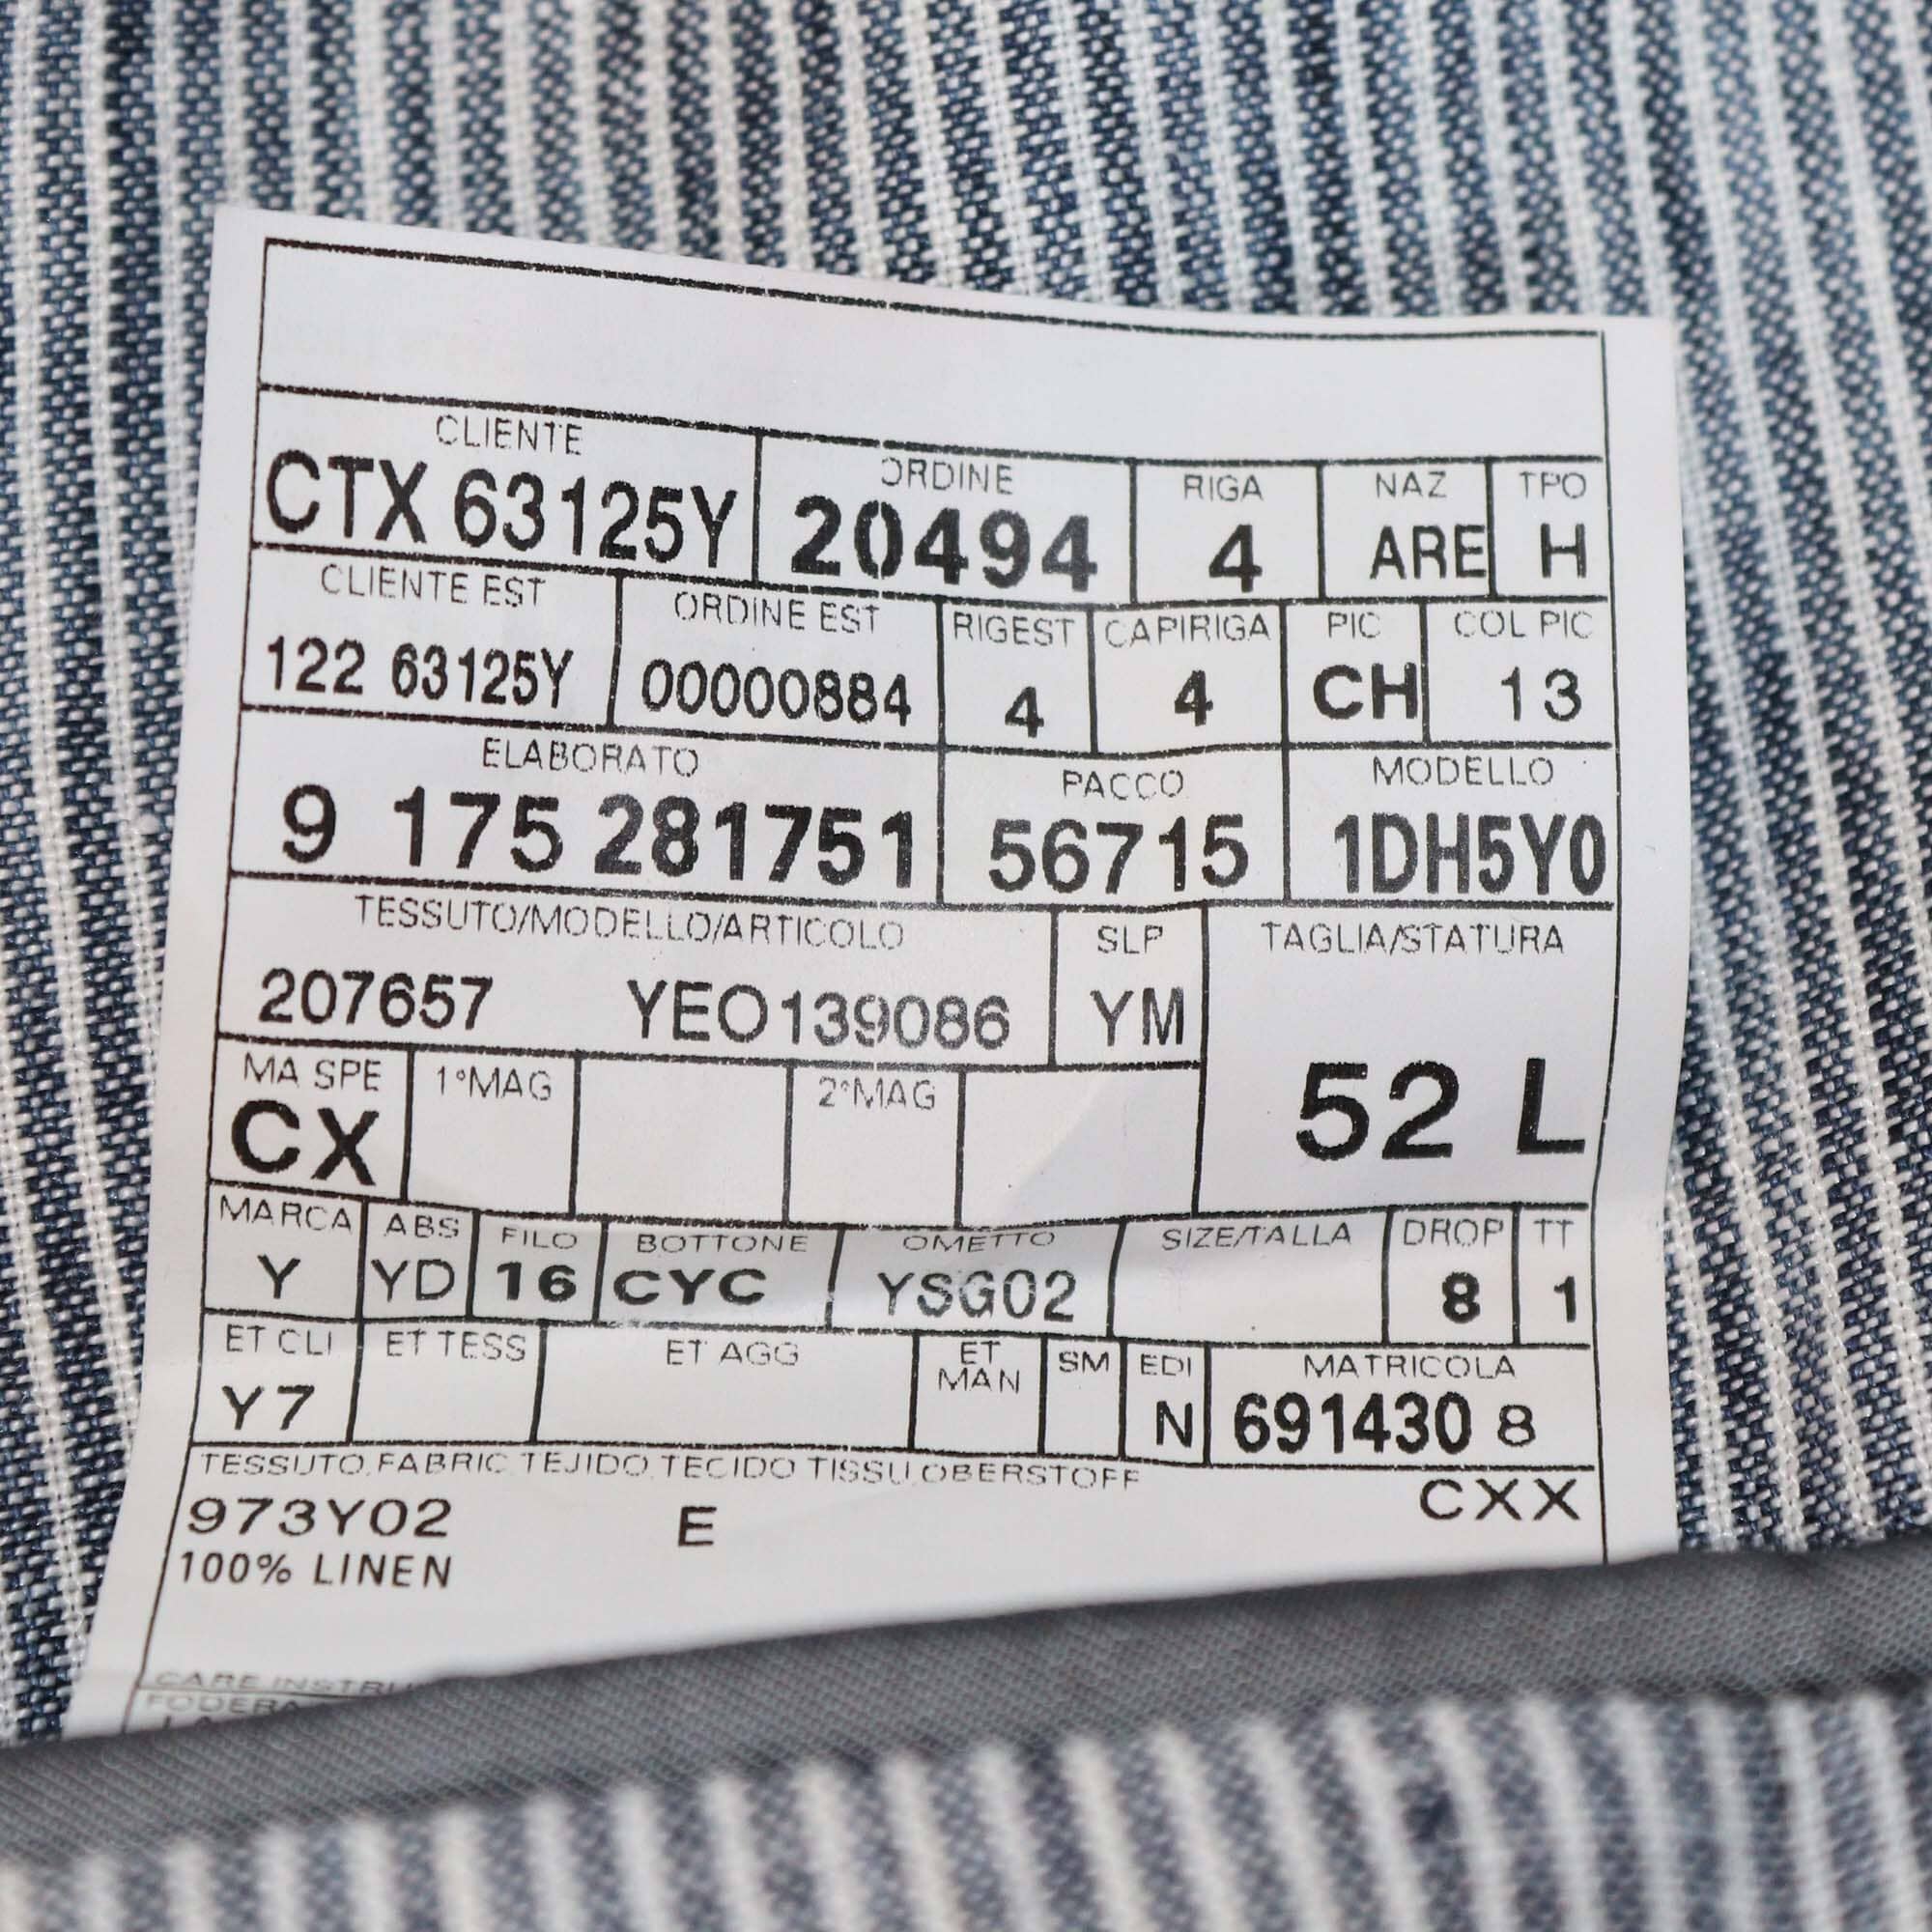 CLIENTE ORDINE RIGA NAZ TPO
CTX 63125Y 20494 4 ARE H
CLIENTE EST ORDINE EST RIGEST CAPIRIGA PIC COL PIC
122 63125Y 00000884 4 4 CH 13
ELABORATO PACCO MODELLO
9 175 281751 56715 1DH5Y0
TESSUTO/MODELLO/ARTICOLO SLP TAGLIA/STATURA
207657 YEO139086 YM 52 L
MA SPE 1°MAG 2°MAG
CX
MARCA ABS FILO BOTTONE OMETTO SIZE/TALLA DROP TT
Y YD 16 CYC YSG02 8 1
ET CLI ET TESS ET AGG ET MAN SM EDI MATRICOLA
Y7 N 691430 8
TESSUTO FABRIC TEJIDO TECIDO TISSU OBERSTOFF
973Y02 E CXX
100% LINEN
CARE
FODERA